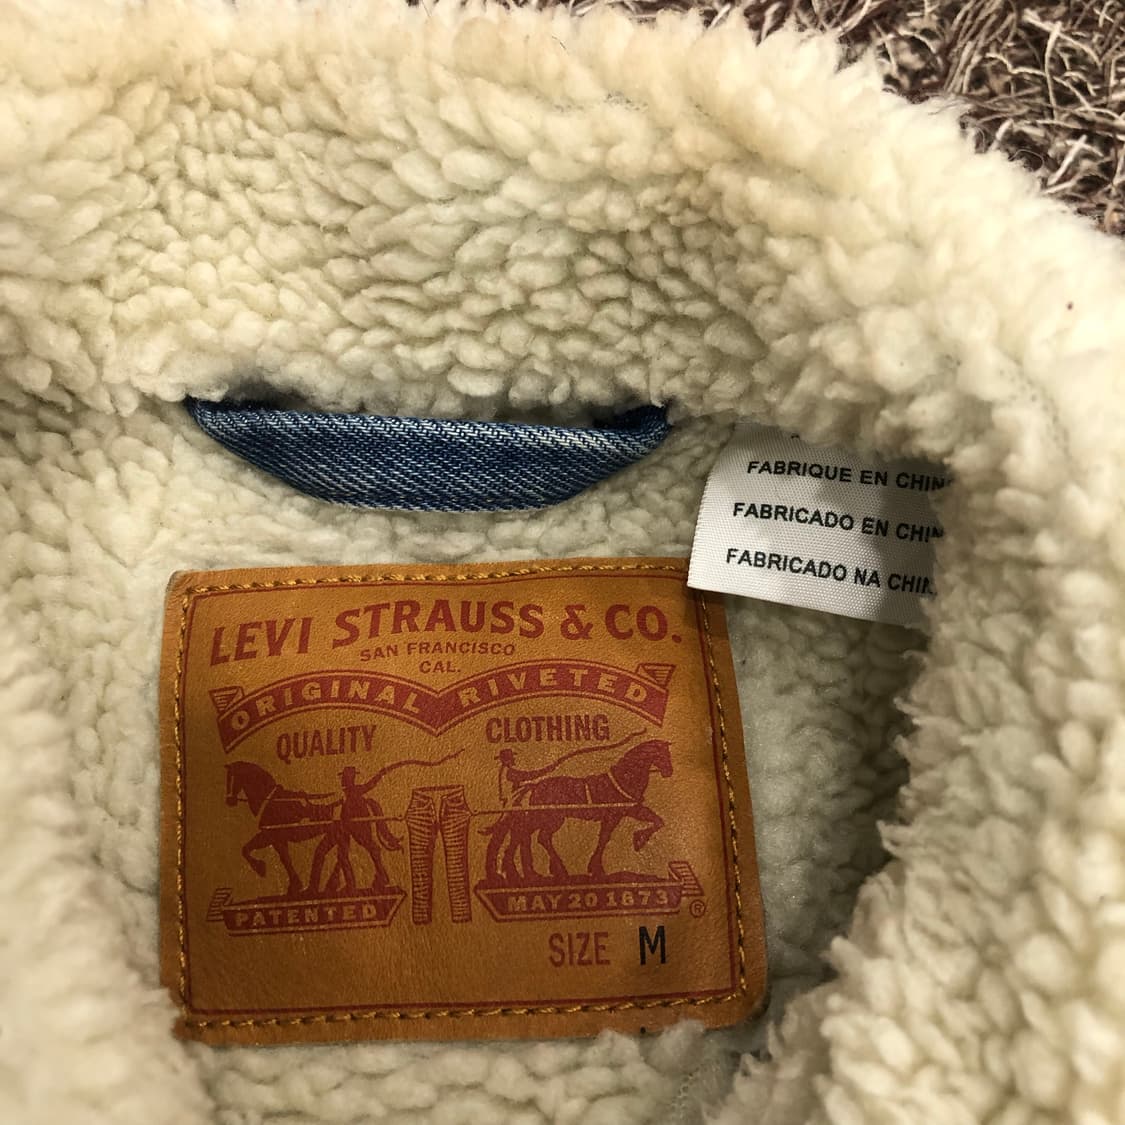 FABRIQUE EN CHIN
FABRICADO EN CHIN
FABRICADO NA CHIN
LEVI STRAUSS & CO.
SAN FRANCISCO
CAL.
ORIGINAL RIVETED
QUALITY CLOTHING
PATENTED MAY 20 1873 ®
SIZE M